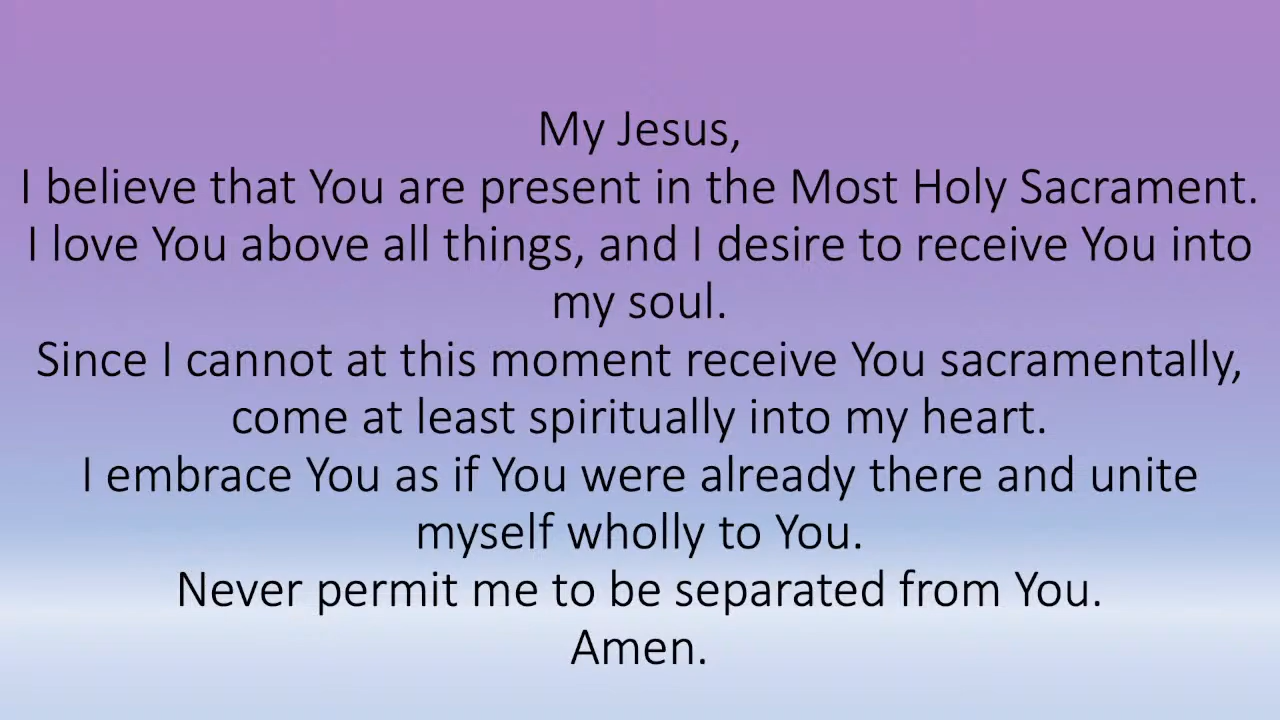 My Jesus,
I believe that You are present in the Most Holy Sacrament.
I love You above all things, and I desire to receive You into
my soul.
Since I cannot at this moment receive You sacramentally,
come at least spiritually into my heart.
I embrace You as if You were already there and unite
myself wholly to You.
Never permit me to be separated from You.
Amen.